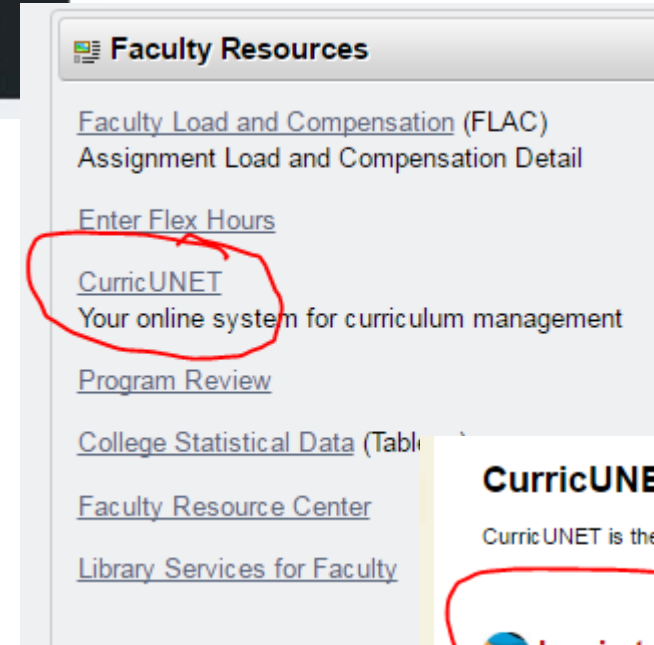 Faculty Resources
Faculty Load and Compensation (FLAC)
Assignment Load and Compensation Detail
Enter Flex Hours
CurricUNET
Your online system for curriculum management
Program Review
College Statistical Data
Faculty Resource Center
Library Services for Faculty
CurricUNE
CurricUNET is the